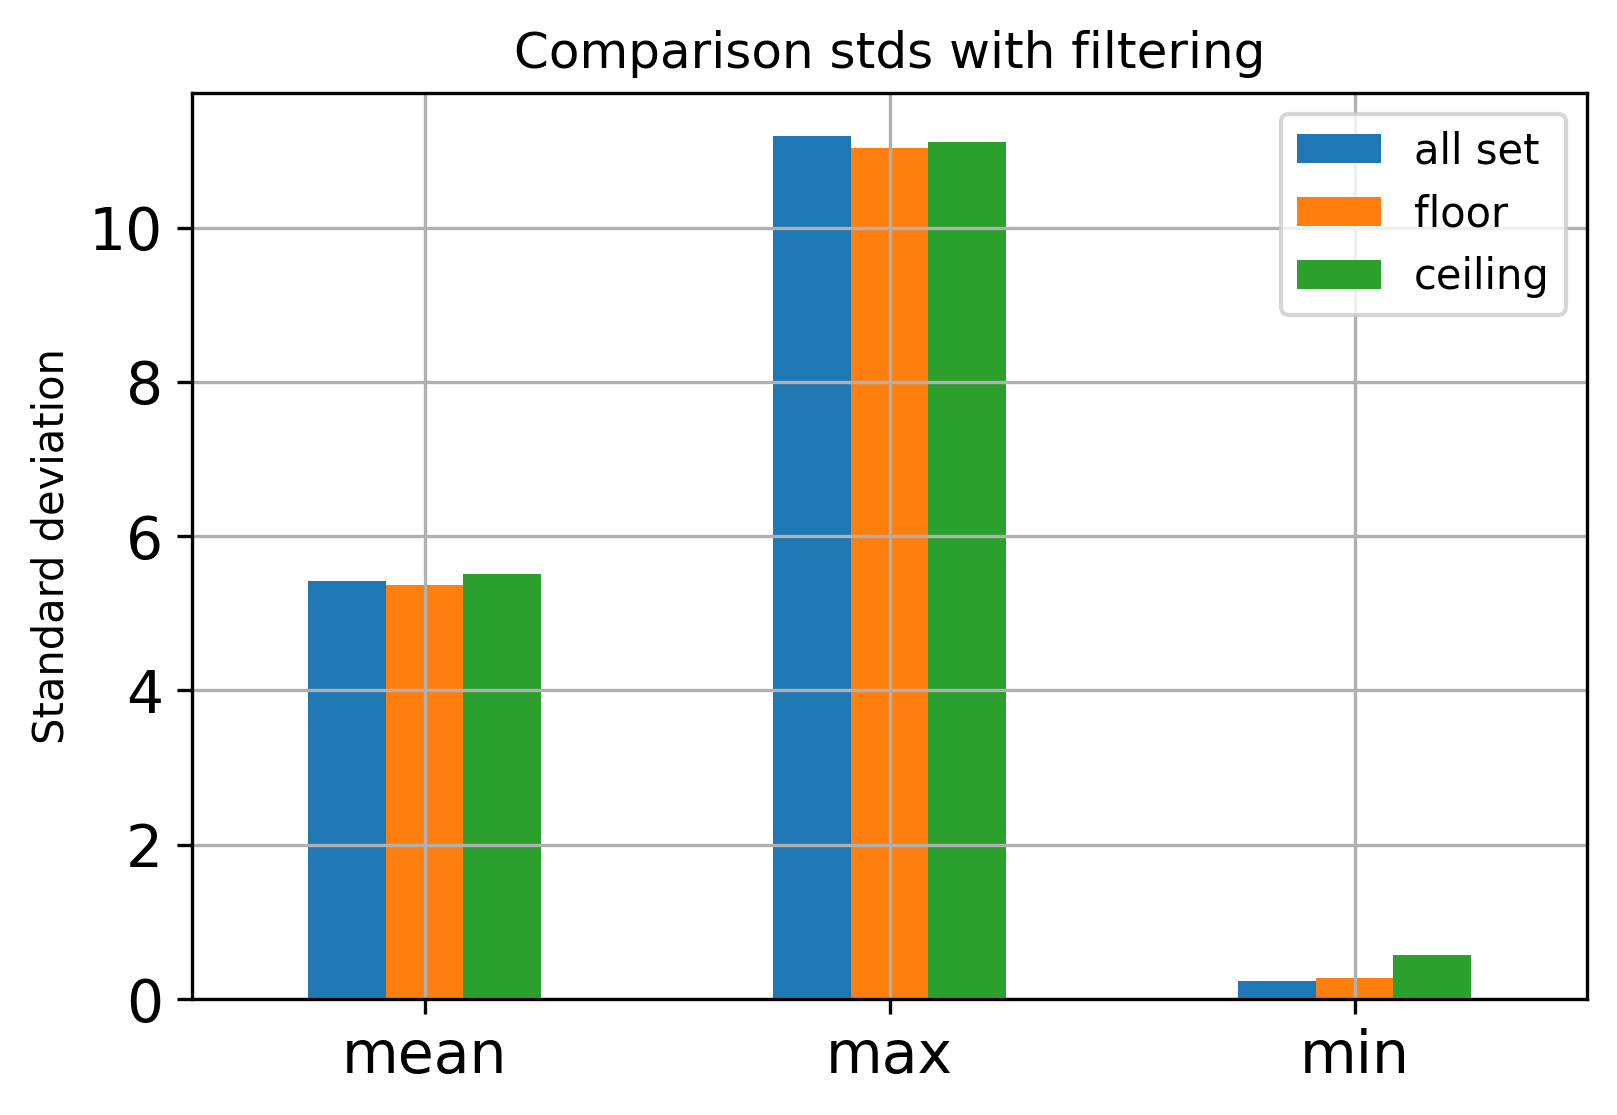 Comparison stds with filtering
all set
floor
ceiling
Standard deviation
10
8
6
4
2
0
mean
max
min